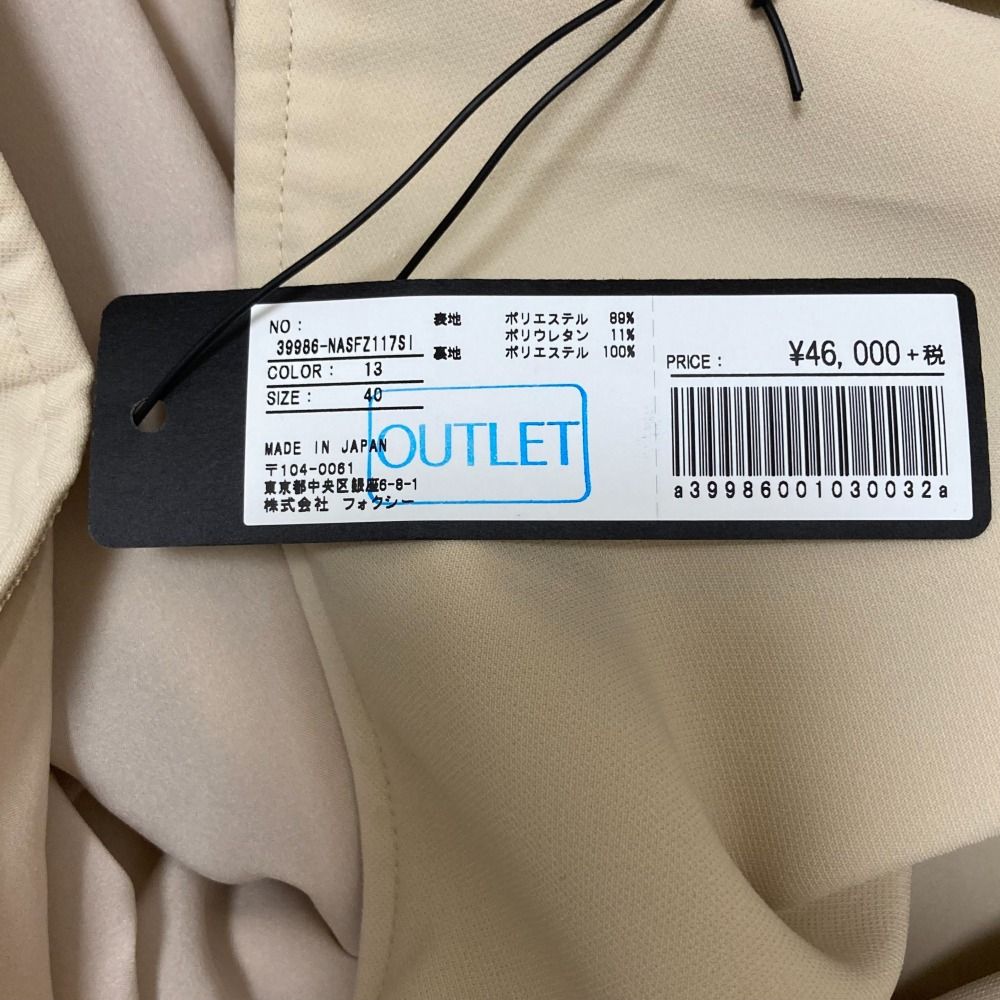 NO :
39986-NASFZ117SI
COLOR : 13
SIZE : 40
MADE IN JAPAN
〒104-0061
東京都中央区銀座6-8-1
株式会社 フォクシー
表地 ポリエステル 89%
ポリウレタン 11%
裏地 ポリエステル 100%
OUTLET
PRICE : ¥46,000+税
a39986001030032a